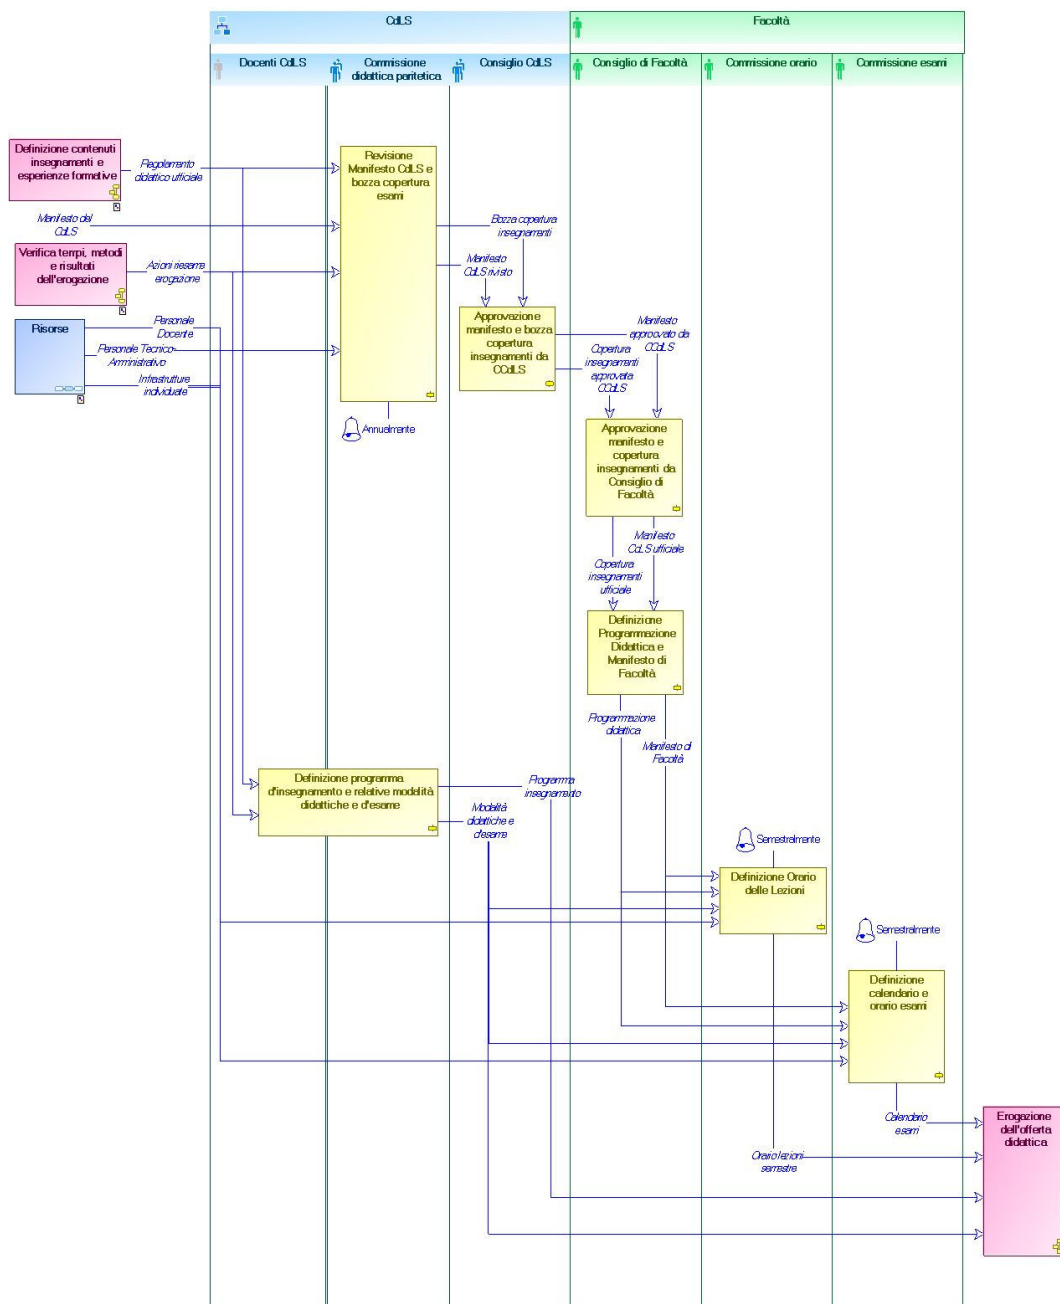 CdLS
Facoltà
Docenti CdLS
Commissione
didattica paritetica
Consiglio CdLS
Consiglio di Facoltà
Commissione orario
Commissione esami
Definizione contenuti
insegnamenti e
esperienze formative
Regolamento
didattico ufficiale
Revisione
Manifesto CdLS e
bozza copertura
esami
Manifesto del
CdLS
Bozza copertura
insegnamenti
Verifica tempi, metodi
e risultati
dell'erogazione
Azioni riesame
erogazione
Manifesto
CdLS rivisto
Risorse
Personale
Docente
Personale Tecnico-
Amministrativo
Infrastrutture
individuate
Approvazione
manifesto e bozza
copertura
insegnamenti da
CCdLS
Manifesto
approovato da
CCdLS
Copertura
insegnamenti
approvata
CCdLS
Annualmente
Approvazione
manifesto e
copertura
insegnamenti da
Consiglio di
Facoltà
Manifesto
CdLS ufficiale
Copertura
insegnamenti
ufficiale
Definizione
Programmazione
Didattica e
Manifesto di
Facoltà
Programmazione
didattica
Manifesto di
Facoltà
Definizione programma
d'insegnamento e relative modalità
didattiche e d'esame
Programma
insegnamento
Modalità
didattiche e
d'esame
Semestralmente
Definizione Orario
delle Lezioni
Semestralmente
Definizione
calendario e
orario esami
Calendario
esami
Erogazione
dell'offerta
didattica
Orario lezioni
semestre